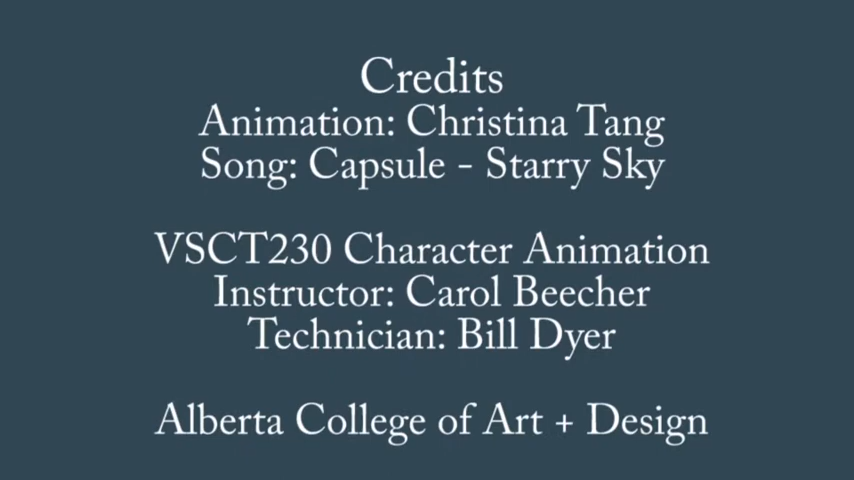 Credits
Animation: Christina Tang
Song: Capsule - Starry Sky
VSCT230 Character Animation
Instructor: Carol Beecher
Technician: Bill Dyer
Alberta College of Art + Design